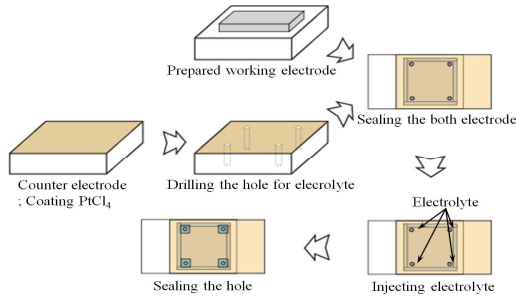 Prepared working electrode
Sealing the both electrode
Counter electrode
; Coating PtCl₄
Drilling the hole for elecrolyte
Electrolyte
Sealing the hole
Injecting electrolyte